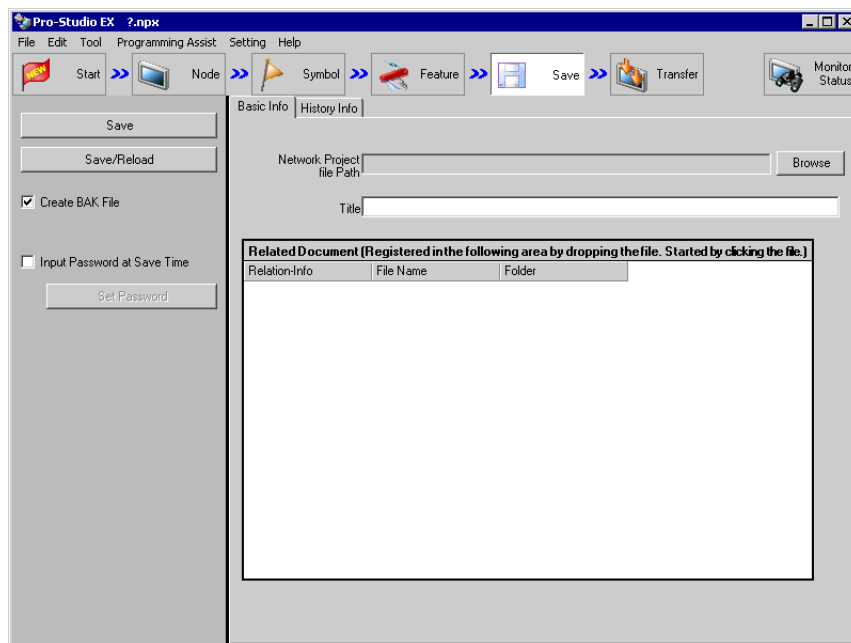 Pro-Studio EX ?.npx
File Edit Tool Programming Assist Setting Help
NEW Start Node Symbol Feature Save Transfer Monitor Status
Basic Info History Info
Save
Save/Reload
Create BAK File
Input Password at Save Time
Set Password
Network Project
file Path
Browse
Title
Related Document (Registered in the following area by dropping the file. Started by clicking the file.)
Relation-Info File Name Folder